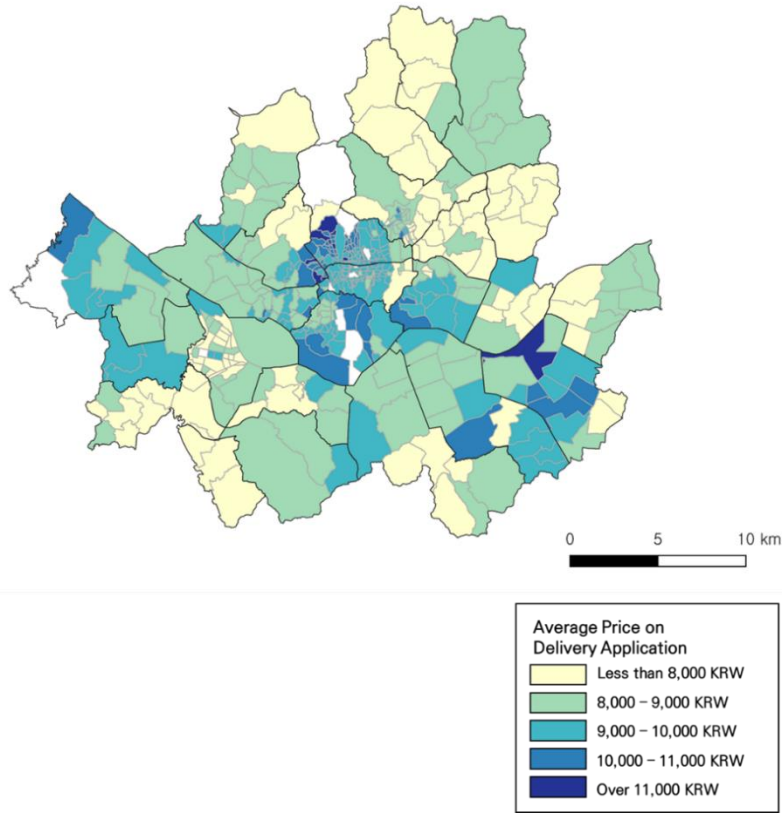 0 5 10 km
Average Price on
Delivery Application
Less than 8,000 KRW
8,000 – 9,000 KRW
9,000 – 10,000 KRW
10,000 – 11,000 KRW
Over 11,000 KRW